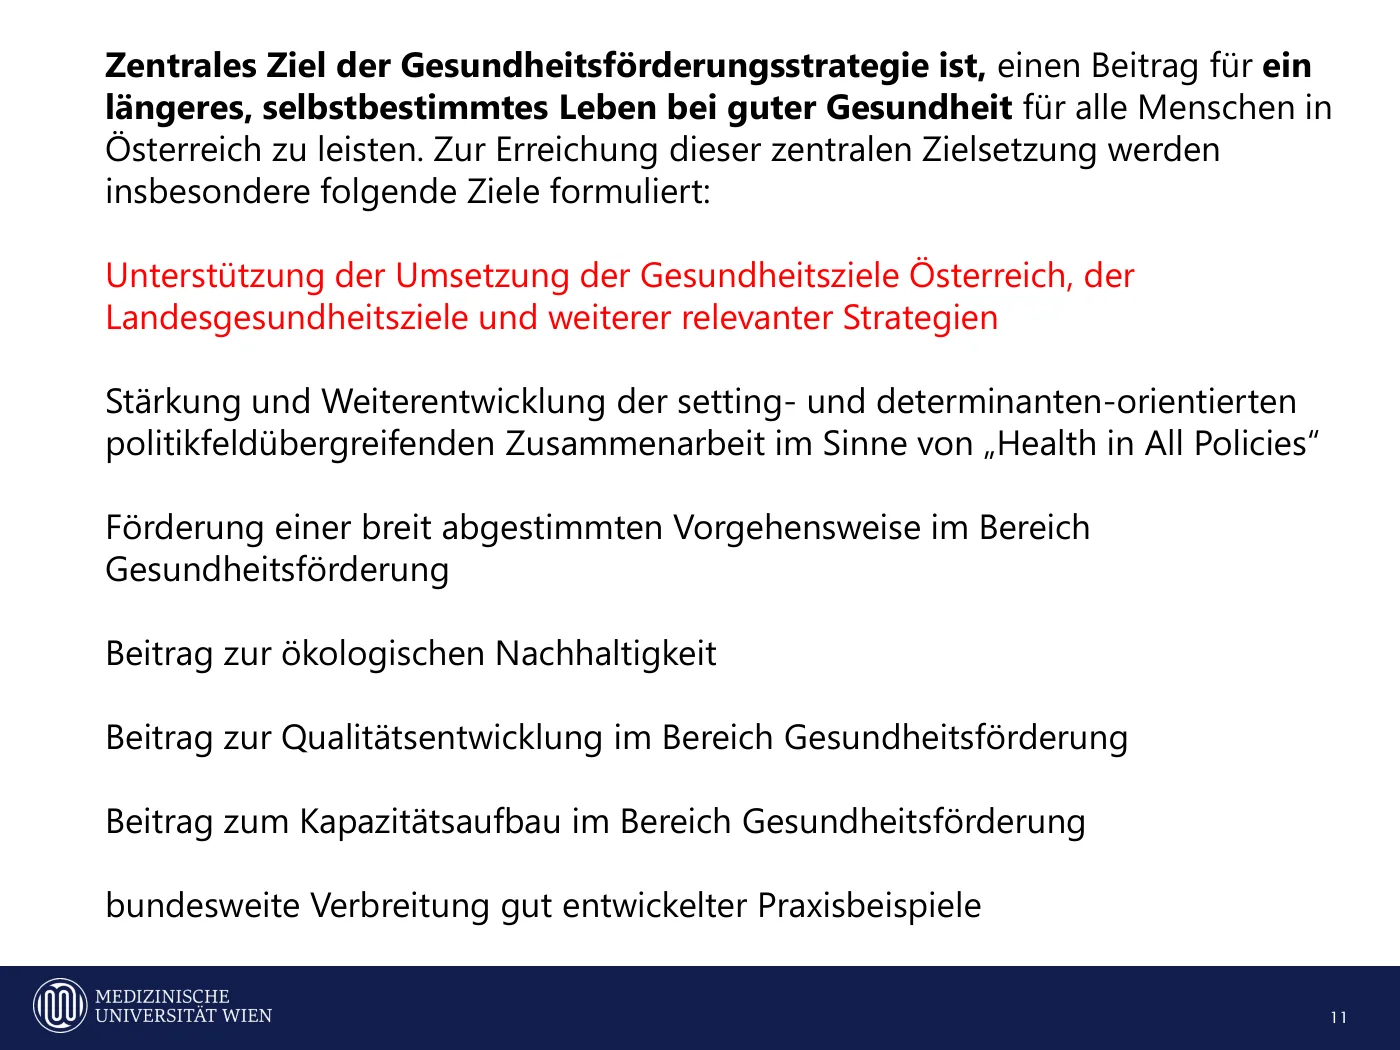 Zentrales Ziel der Gesundheitsförderungsstrategie ist, einen Beitrag für ein
längeres, selbstbestimmtes Leben bei guter Gesundheit für alle Menschen in
Österreich zu leisten. Zur Erreichung dieser zentralen Zielsetzung werden
insbesondere folgende Ziele formuliert:
Unterstützung der Umsetzung der Gesundheitsziele Österreich, der
Landesgesundheitsziele und weiterer relevanter Strategien
Stärkung und Weiterentwicklung der setting- und determinanten-orientierten
politikfeldübergreifenden Zusammenarbeit im Sinne von „Health in All Policies“
Förderung einer breit abgestimmten Vorgehensweise im Bereich
Gesundheitsförderung
Beitrag zur ökologischen Nachhaltigkeit
Beitrag zur Qualitätsentwicklung im Bereich Gesundheitsförderung
Beitrag zum Kapazitätsaufbau im Bereich Gesundheitsförderung
bundesweite Verbreitung gut entwickelter Praxisbeispiele
MEDIZINISCHE
UNIVERSITÄT WIEN
11